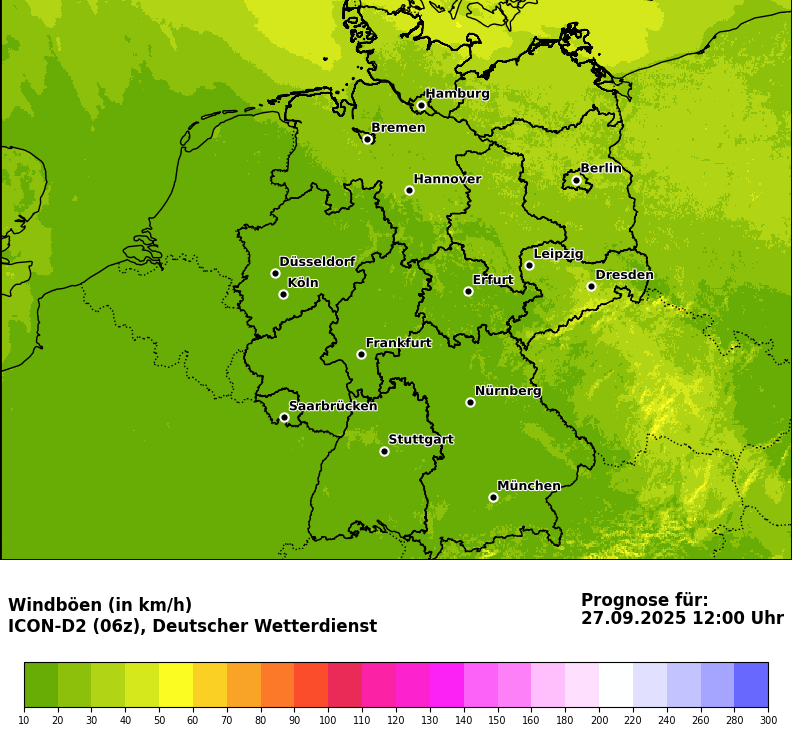 Hamburg
Bremen
Berlin
Hannover
Leipzig
Düsseldorf
Dresden
Köln
Erfurt
Frankfurt
Nürnberg
Saarbrücken
Stuttgart
München
Windböen (in km/h)
ICON-D2 (06z), Deutscher Wetterdienst
Prognose für:
27.09.2025 12:00 Uhr
10 20 30 40 50 60 70 80 90 100 110 120 130 140 150 160 180 200 220 240 260 280 300